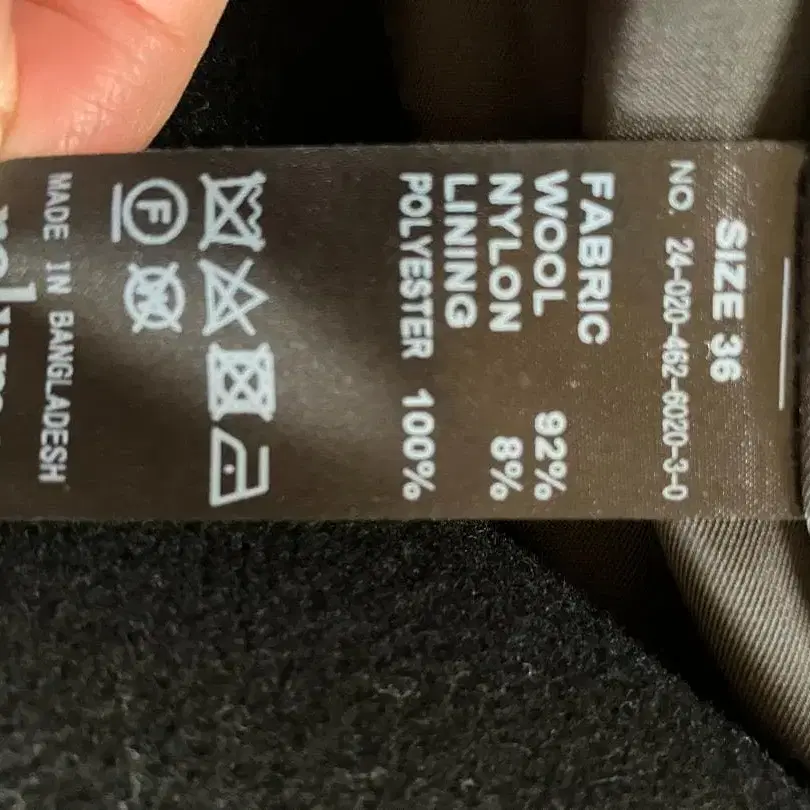 SIZE 36
NO. 24-020-462-6020-3-0
FABRIC
WOOL 92%
NYLON 8%
LINING
POLYESTER 100%
F
W
MADE IN BANGLADESH